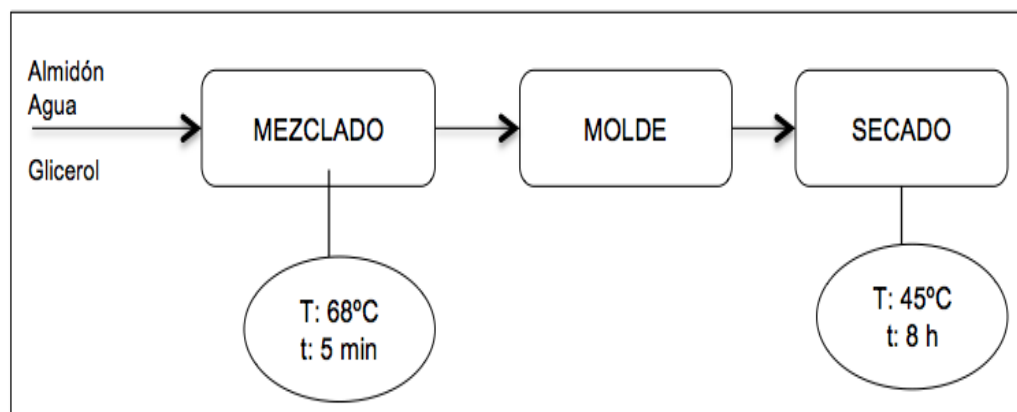 Almidón
Agua
Glicerol
MEZCLADO
MOLDE
SECADO
T: 68ºC
t: 5 min
T: 45ºC
t: 8 h